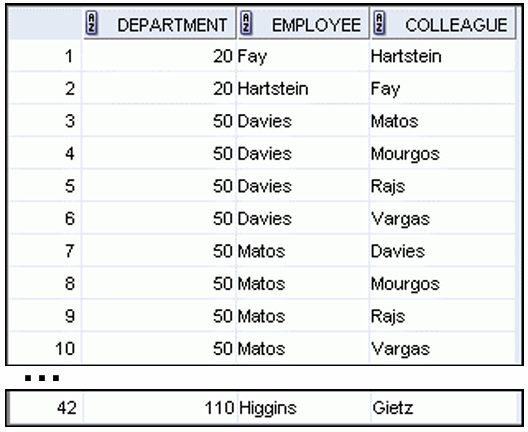 DEPARTMENT EMPLOYEE COLLEAGUE
1 20 Fay Hartstein
2 20 Hartstein Fay
3 50 Davies Matos
4 50 Davies Mourgos
5 50 Davies Rajs
6 50 Davies Vargas
7 50 Matos Davies
8 50 Matos Mourgos
9 50 Matos Rajs
10 50 Matos Vargas
...
42 110 Higgins Gietz